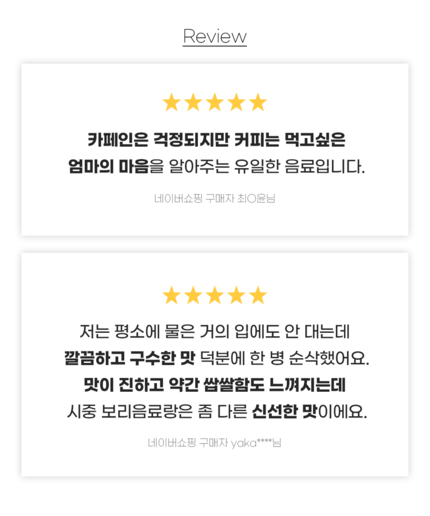 Review
카페인은 걱정되지만 커피는 먹고싶은
엄마의 마음을 알아주는 유일한 음료입니다.
네이버쇼핑 구매자 최○윤님
저는 평소에 물은 거의 입에도 안 대는데
깔끔하고 구수한 맛 덕분에 한 병 순삭했어요.
맛이 진하고 약간 쌉쌀함도 느껴지는데
시중 보리음료랑은 좀 다른 신선한 맛이에요.
네이버쇼핑 구매자 yaka****님